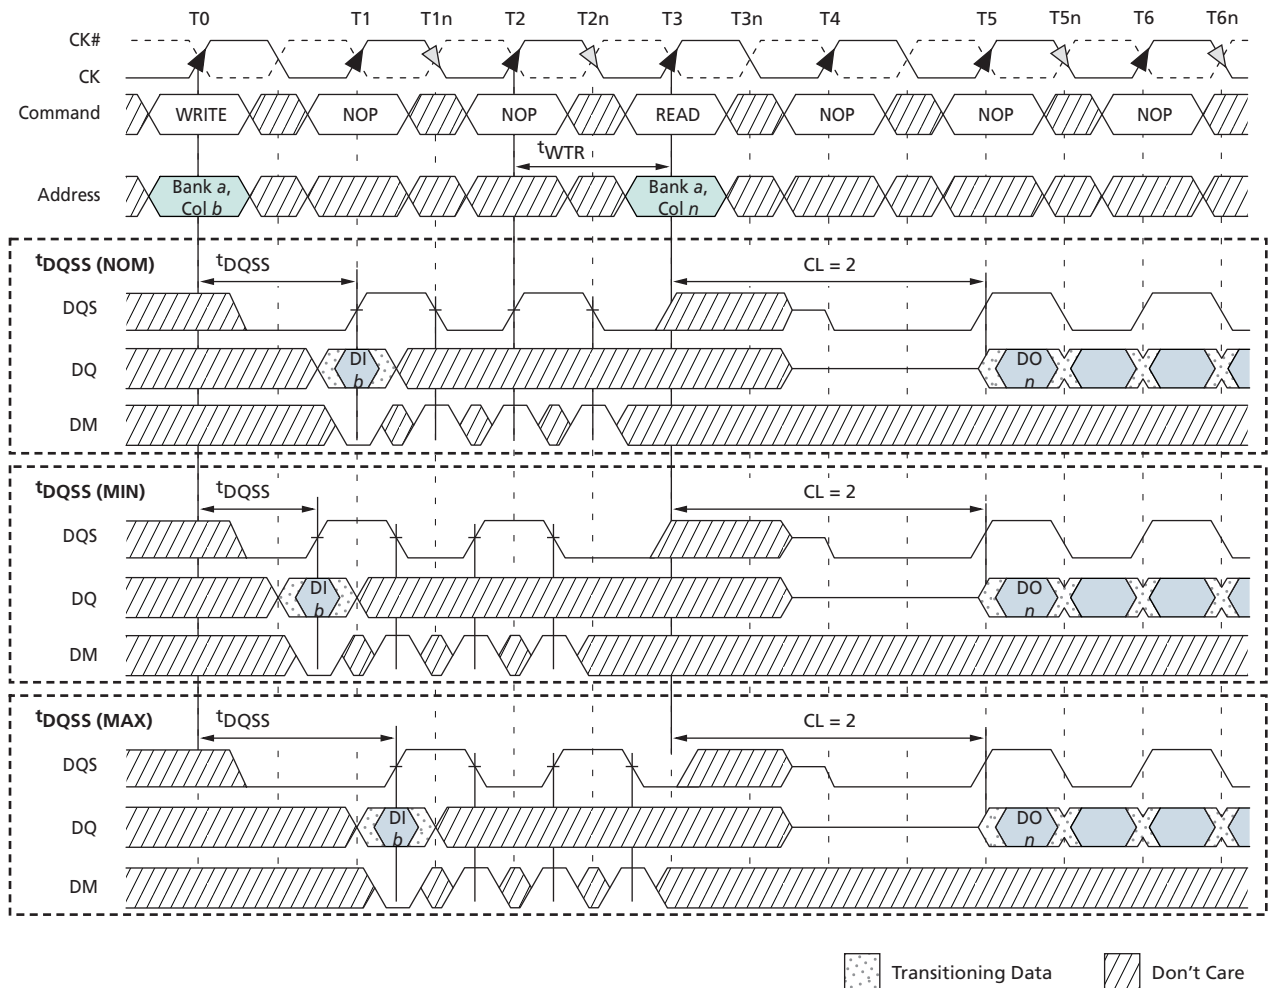 T0 T1 T1n T2 T2n T3 T3n T4 T5 T5n T6 T6n
CK#
CK
Command WRITE NOP NOP READ NOP NOP NOP
tWTR
Address Bank a, Col b Bank a, Col n
tDQSS (NOM) tDQSS CL = 2
DQS
DQ DI b DO n
DM
tDQSS (MIN) tDQSS CL = 2
DQS
DQ DI b DO n
DM
tDQSS (MAX) tDQSS CL = 2
DQS
DQ DI b DO n
DM
Transitioning Data Don't Care